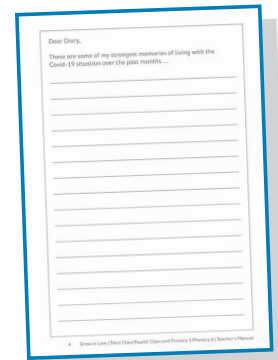 Dear Diary,
These are some of my strongest memories of living with the
Covid-19 situation over the past months ...
4 Grow in Love | Third Class/Fourth Class and Primary 5/Primary 6 | Teacher's Manual